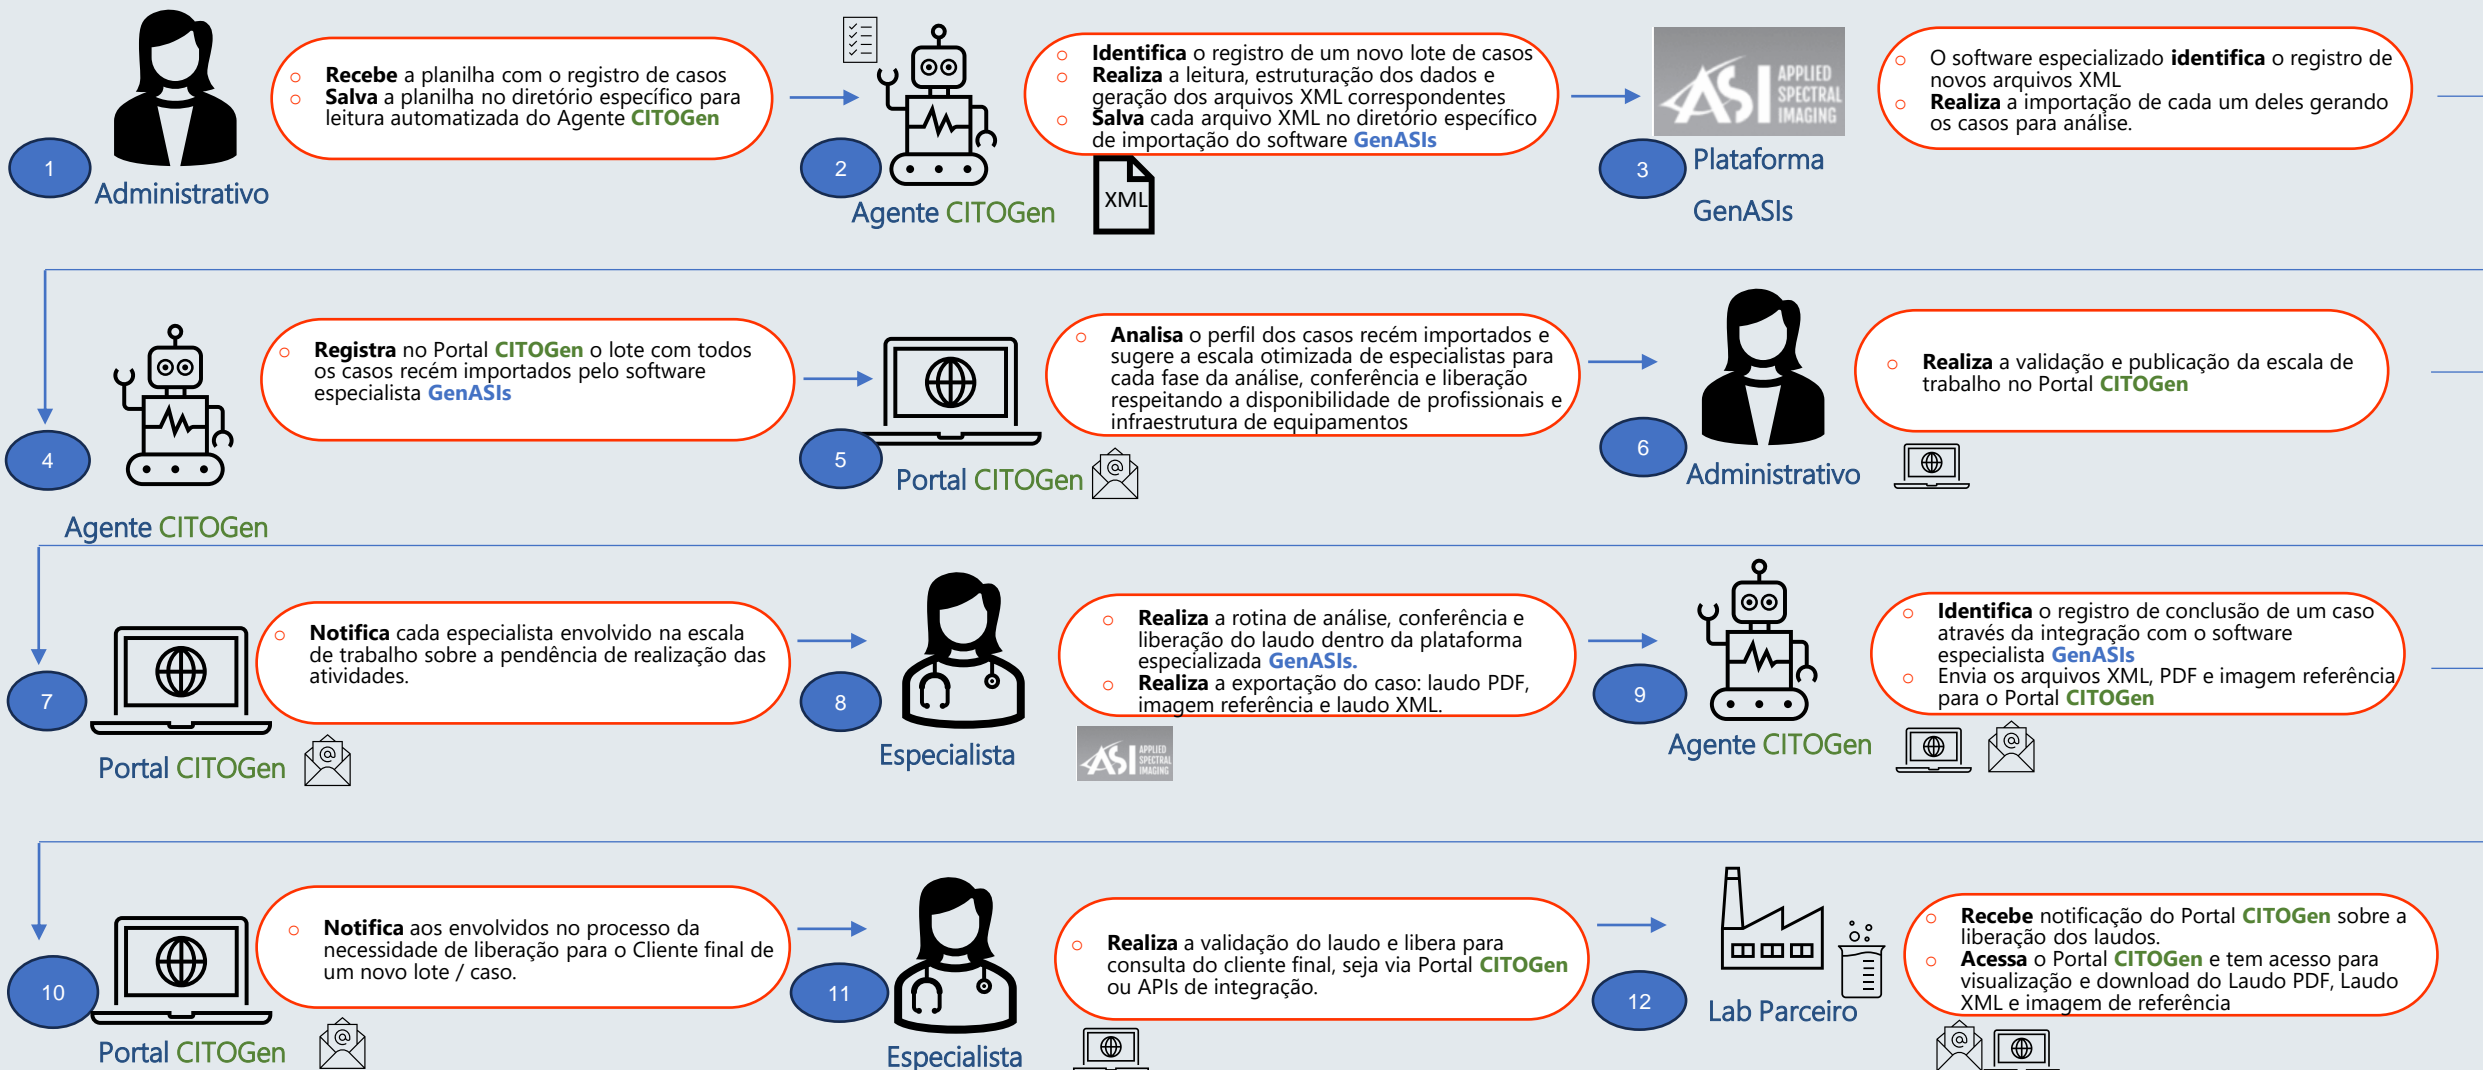 Recebe a planilha com o registro de casos
Salva a planilha no diretório específico para
leitura automatizada do Agente CITOGen
1
Administrativo
Identifica o registro de um novo lote de casos
Realiza a leitura, estruturação dos dados e
geração dos arquivos XML correspondentes
Salva cada arquivo XML no diretório específico
de importação do software GenASIs
2
Agente CITOGen
XML
ASI APPLIED
SPECTRAL
IMAGING
O software especializado identifica o registro de
novos arquivos XML
Realiza a importação de cada um deles gerando
os casos para análise.
3
Plataforma
GenASIs
Registra no Portal CITOGen o lote com todos
os casos recém importados pelo software
especialista GenASIs
4
Agente CITOGen
Analisa o perfil dos casos recém importados e
sugere a escala otimizada de especialistas para
cada fase da análise, conferência e liberação
respeitando a disponibilidade de profissionais e
infraestrutura de equipamentos
5
Portal CITOGen
@
Realiza a validação e publicação da escala de
trabalho no Portal CITOGen
6
Administrativo
Notifica cada especialista envolvido na escala
de trabalho sobre a pendência de realização das
atividades.
7
Portal CITOGen
@
Realiza a rotina de análise, conferência e
liberação do laudo dentro da plataforma
especializada GenASIs.
Realiza a exportação do caso: laudo PDF,
imagem referência e laudo XML.
8
Especialista
ASI APPLIED
SPECTRAL
IMAGING
Identifica o registro de conclusão de um caso
através da integração com o software
especialista GenASIs
Envia os arquivos XML, PDF e imagem referência
para o Portal CITOGen
9
Agente CITOGen
@
Notifica aos envolvidos no processo da
necessidade de liberação para o Cliente final de
um novo lote / caso.
10
Portal CITOGen
@
Realiza a validação do laudo e libera para
consulta do cliente final, seja via Portal CITOGen
ou APIs de integração.
11
Especialista
Recebe notificação do Portal CITOGen sobre a
liberação dos laudos.
Acessa o Portal CITOGen e tem acesso para
visualização e download do Laudo PDF, Laudo
XML e imagem de referência
12
Lab Parceiro
@